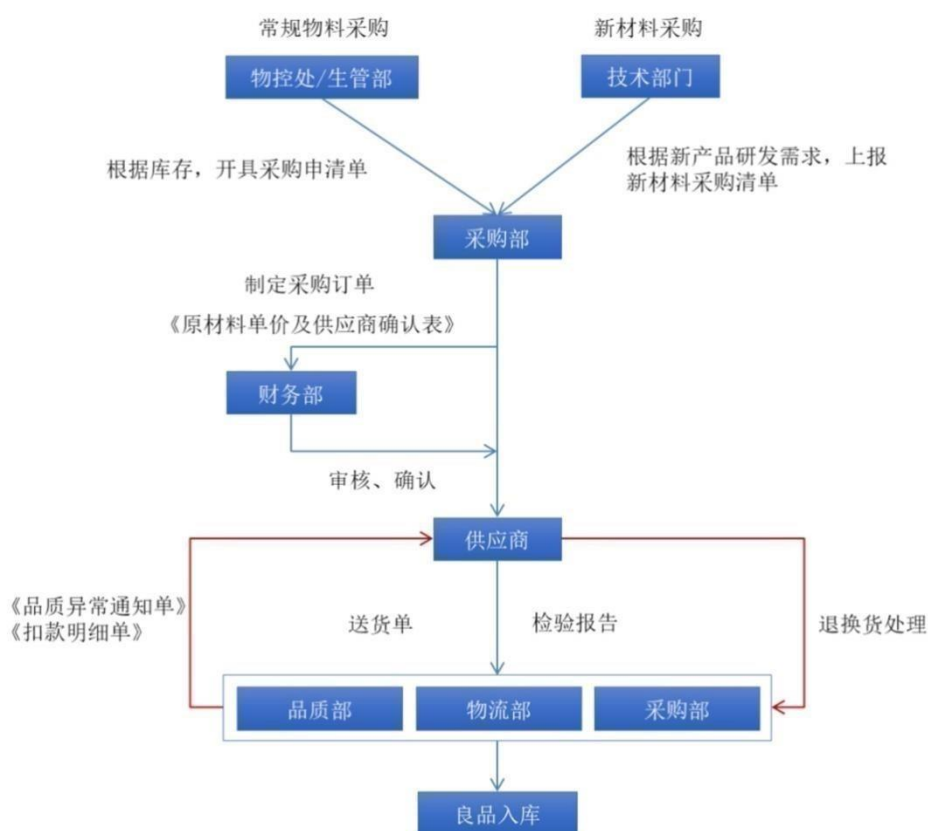 常规物料采购
新材料采购
物控处/生管部
技术部门
根据库存，开具采购申清单
根据新产品研发需求，上报
新材料采购清单
采购部
制定采购订单
《原材料单价及供应商确认表》
财务部
审核、确认
供应商
《品质异常通知单》
《扣款明细单》
送货单
检验报告
退换货处理
品质部
物流部
采购部
良品入库